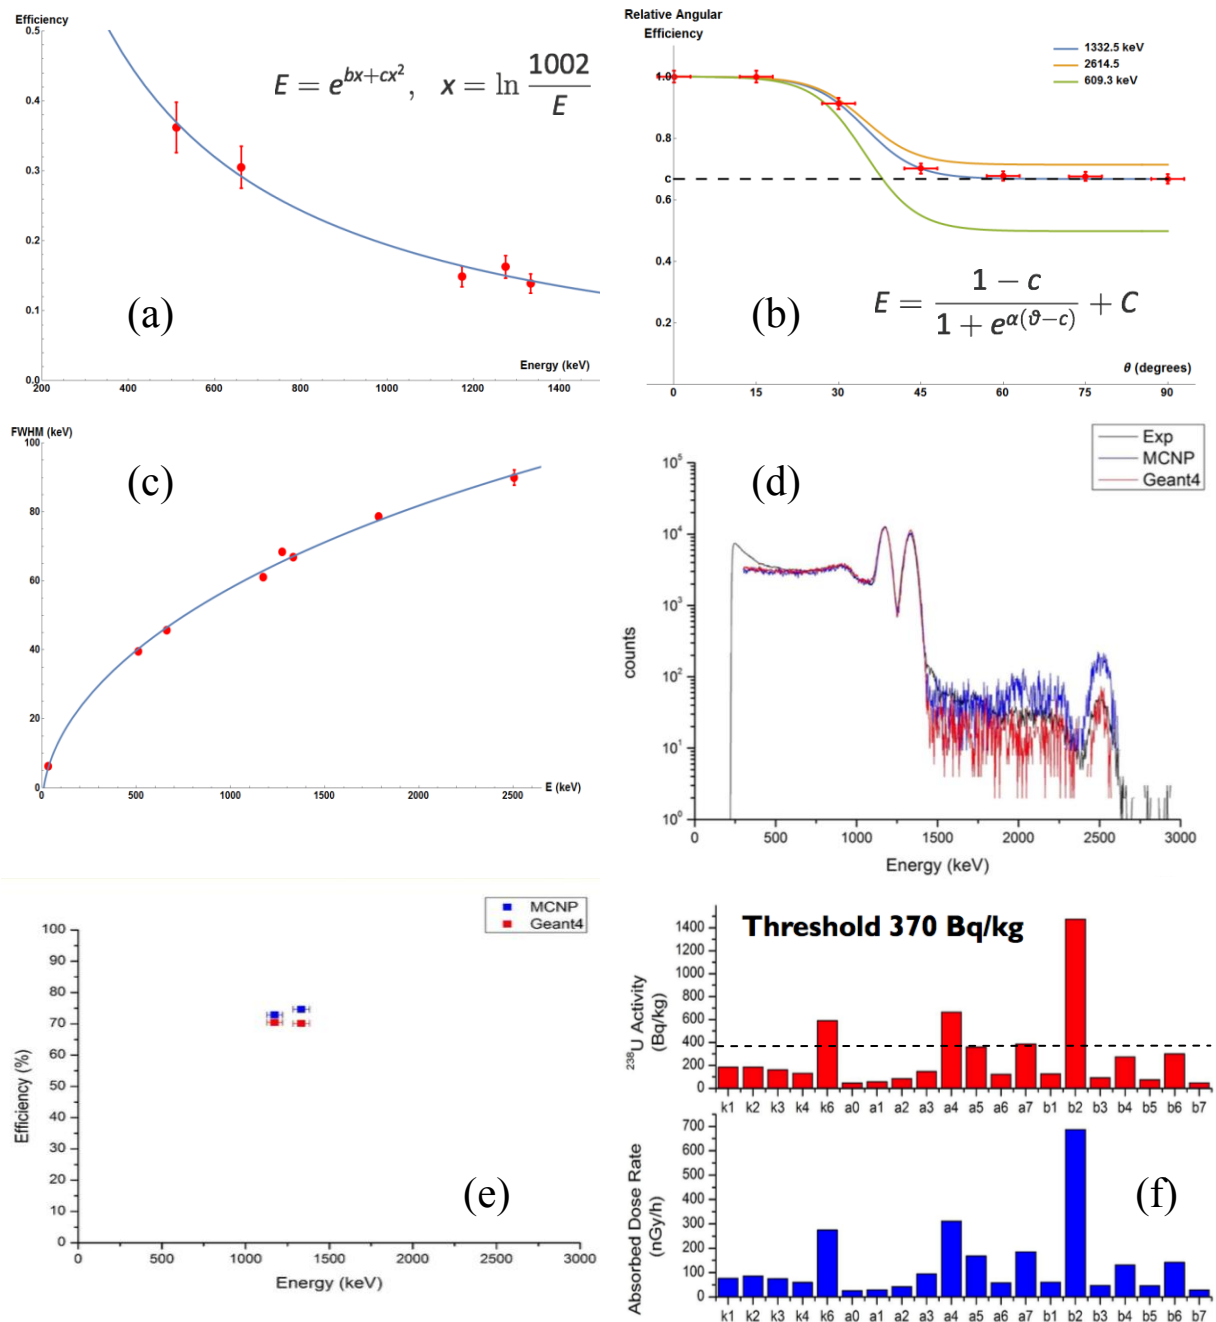 Efficiency
0.5
0.4
0.3
0.2
0.1
0.0
200 400 600 800 1000 1200 1400
Energy (keV)
E = e^{bx+cx^2}, x = ln 1002/E
(a)
Relative Angular
Efficiency
1.0
0.8
c
0.6
0.4
0.2
0 15 30 45 60 75 90
θ (degrees)
1332.5 keV
2614.5
609.3 keV
E = (1 − c)/(1 + e^{α(ϑ−c)}) + C
(b)
FWHM (keV)
100
80
60
40
20
0
0 500 1000 1500 2000 2500
E (keV)
(c)
Exp
MCNP
Geant4
(d)
10^5
10^4
10^3
10^2
10^1
10^0
counts
0 500 1000 1500 2000 2500 3000
Energy (keV)
MCNP
Geant4
100
90
80
70
60
50
40
30
20
10
0
Efficiency (%)
0 500 1000 1500 2000 2500 3000
Energy (keV)
(e)
Threshold 370 Bq/kg
1400
1200
1000
800
600
400
200
0
^{238}U Activity
(Bq/kg)
k1 k2 k3 k4 k6 a0 a1 a2 a3 a4 a5 a6 a7 b1 b2 b3 b4 b5 b6 b7
700
600
500
400
300
200
100
0
Absorbed Dose Rate
(nGy/h)
(f)
k1 k2 k3 k4 k6 a0 a1 a2 a3 a4 a5 a6 a7 b1 b2 b3 b4 b5 b6 b7